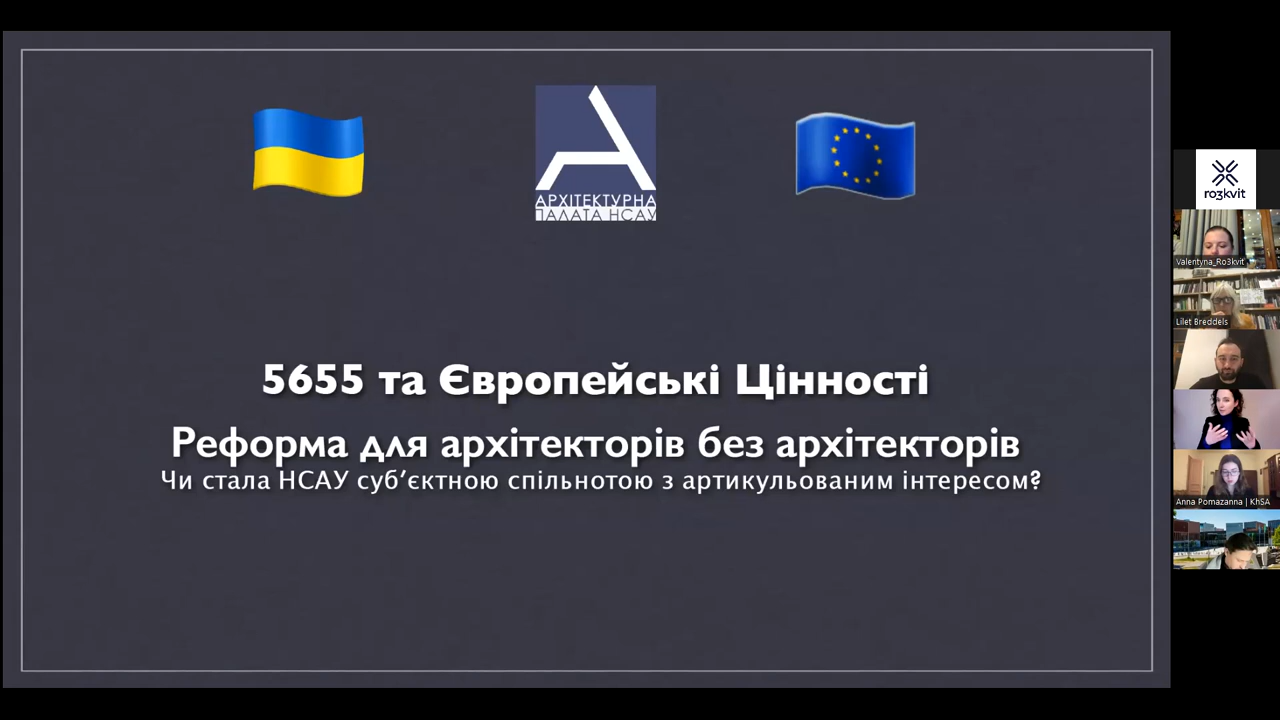 АРХІТЕКТУРНА
ПАЛАТА НСАУ
5655 та Європейські Цінності
Реформа для архітекторів без архітекторів
Чи стала НСАУ суб’єктною спільнотою з артикульованим інтересом?
ro3kvit
Valentyna_Ro3kvit
Lilet Breddels
Anna Pomazanna | KhSA